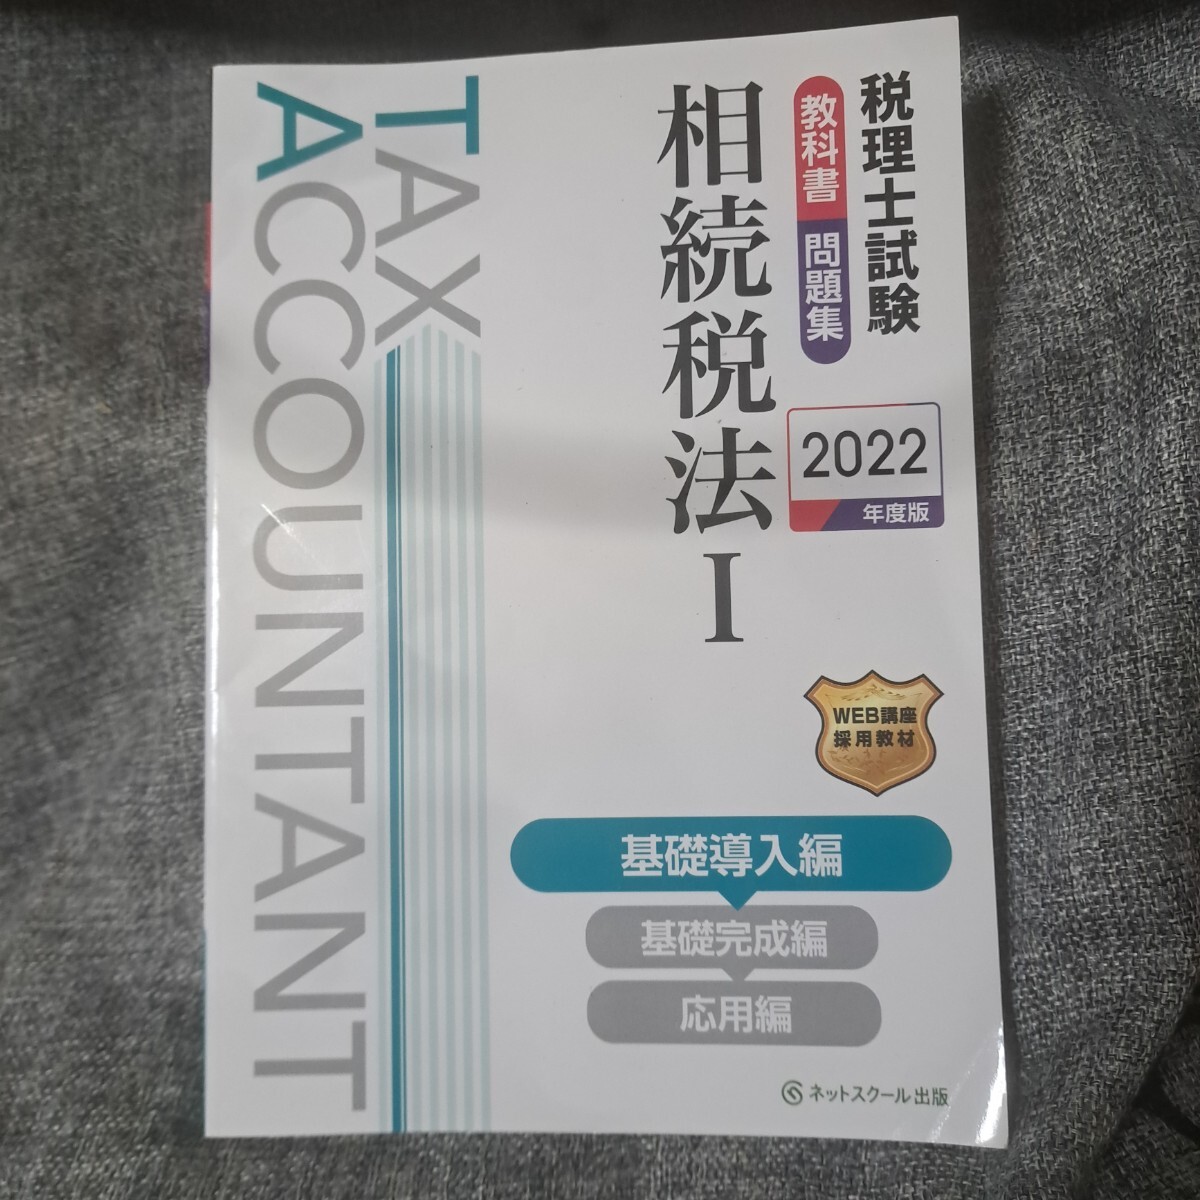 税理士試験
教科書
問題集
相続税法Ⅰ
2022
年度版
TAX
ACCOUNTANT
WEB講座
採用教材
基礎導入編
基礎完成編
応用編
ネットスクール出版